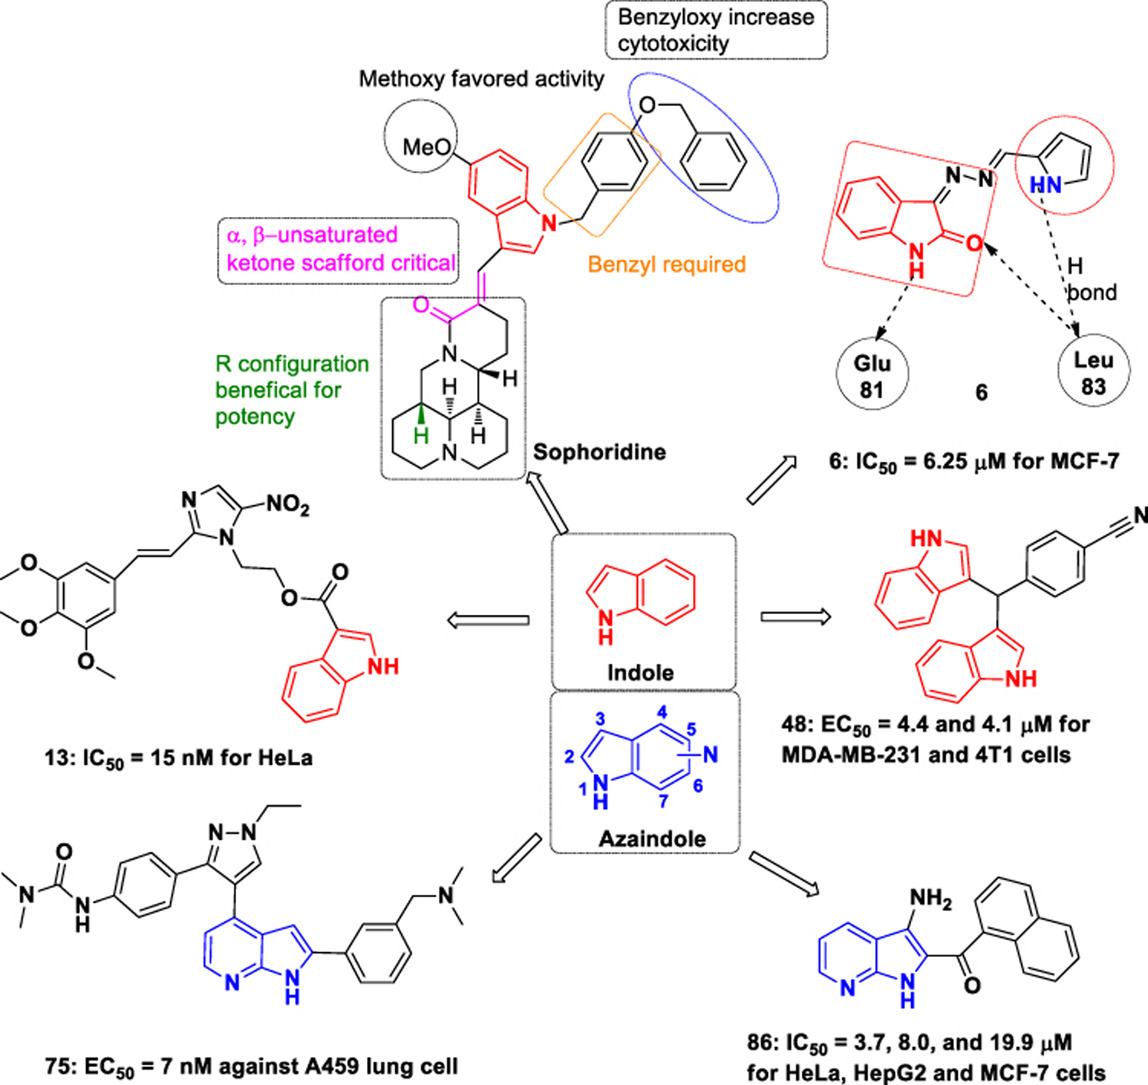 Benzyloxy increase
cytotoxicity
Methoxy favored activity
MeO
O
N
α, β–unsaturated
ketone scafford critical
Benzyl required
O
N
H
H
R configuration
benefical for
potency
H
H
N
Sophoridine
N
N
HN
O
N
H
H
bond
Glu
81
Leu
83
6
6: IC50 = 6.25 μM for MCF-7
N
NO2
N
O
O
O
O
O
NH
13: IC50 = 15 nM for HeLa
N
H
Indole
HN
N
NH
48: EC50 = 4.4 and 4.1 μM for
MDA-MB-231 and 4T1 cells
4
3
5
2
N
1
N
H
6
7
Azaindole
N
N
O
N
N
H
N
N
N
H
75: EC50 = 7 nM against A459 lung cell
NH2
N
N
H
O
86: IC50 = 3.7, 8.0, and 19.9 μM
for HeLa, HepG2 and MCF-7 cells